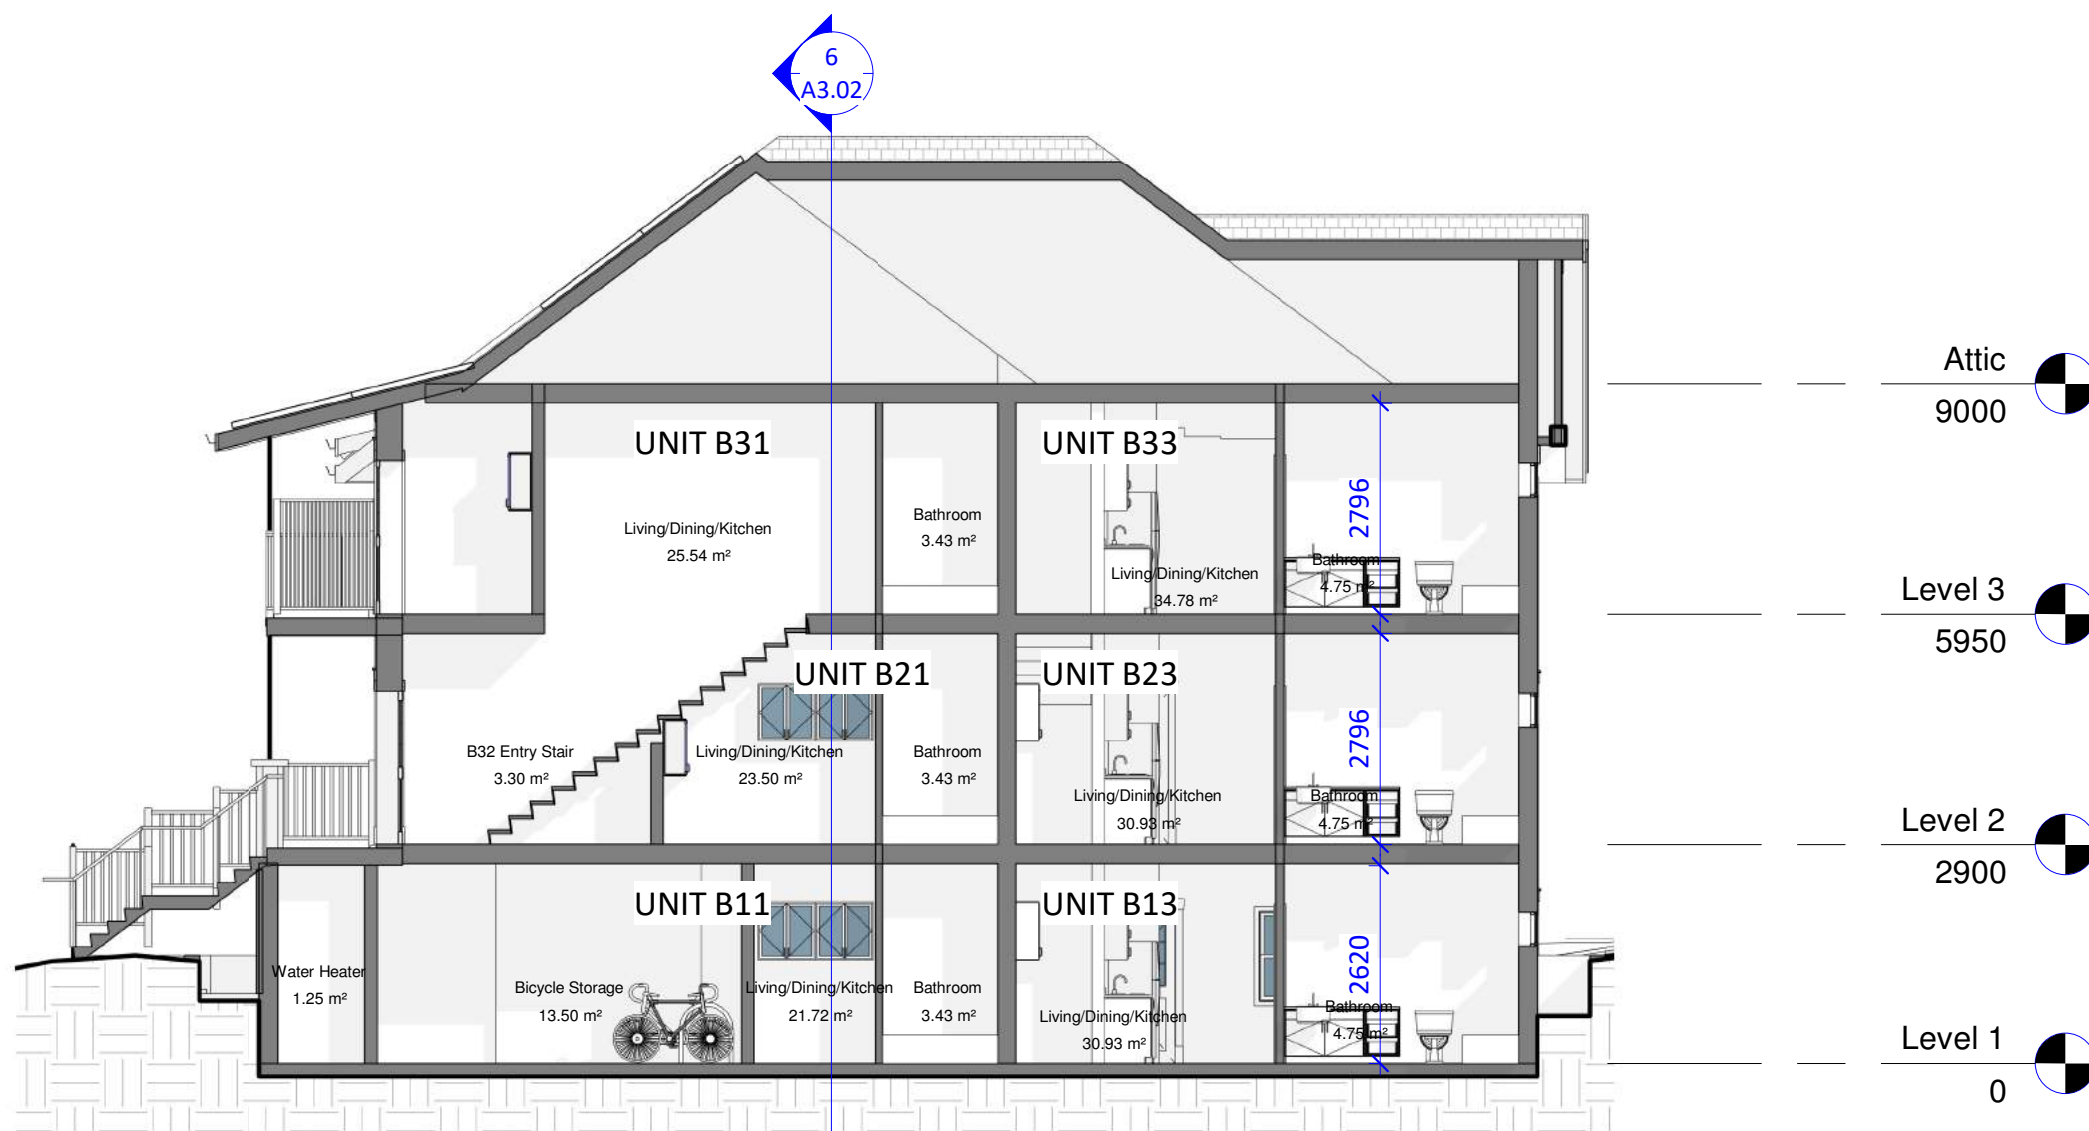 6
A3.02
Attic
9000
UNIT B31
UNIT B33
2796
Living/Dining/Kitchen
25.54 m²
Bathroom
3.43 m²
Living/Dining/Kitchen
34.78 m²
Bathroom
4.75 m²
Level 3
5950
UNIT B21
UNIT B23
2796
B32 Entry Stair
3.30 m²
Living/Dining/Kitchen
23.50 m²
Bathroom
3.43 m²
Living/Dining/Kitchen
30.93 m²
Bathroom
4.75 m²
Level 2
2900
UNIT B11
UNIT B13
2620
Water Heater
1.25 m²
Bicycle Storage
13.50 m²
Living/Dining/Kitchen
21.72 m²
Bathroom
3.43 m²
Living/Dining/Kitchen
30.93 m²
Bathroom
4.75 m²
Level 1
0